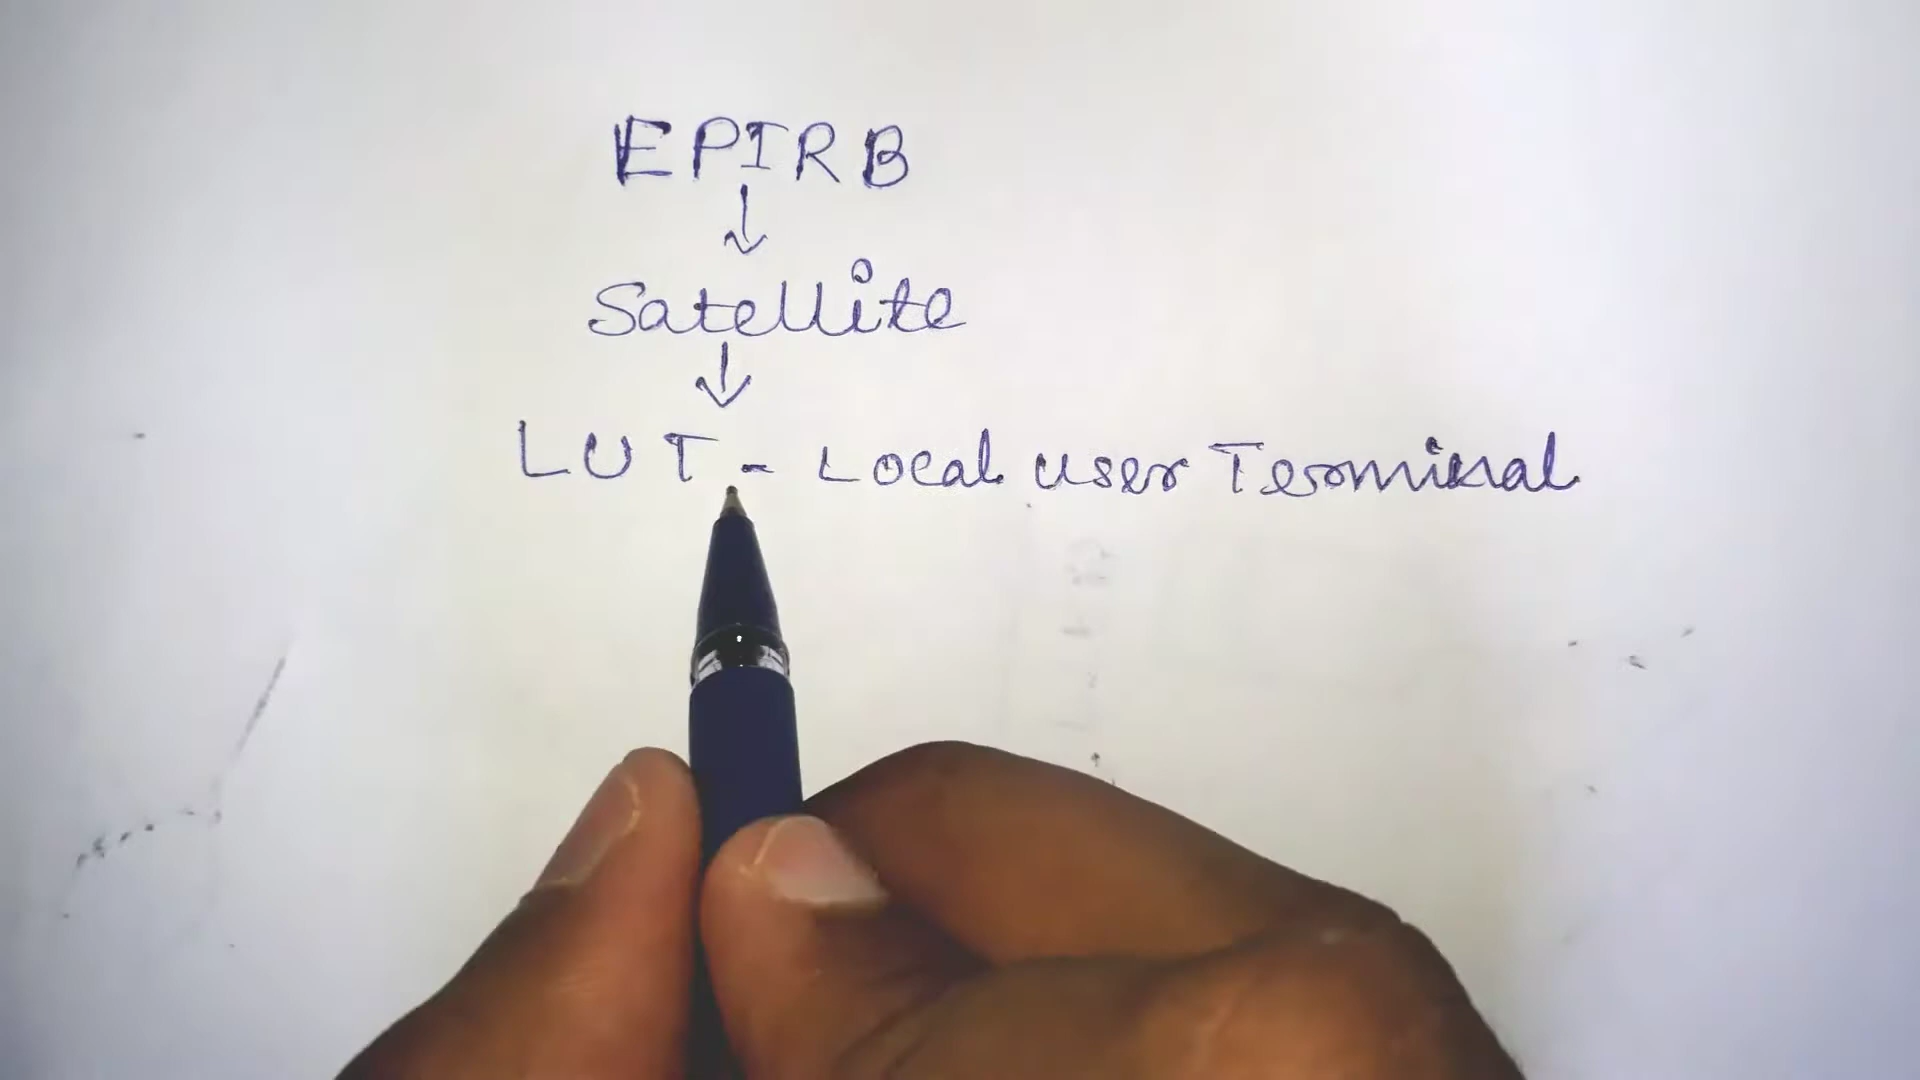 EPIRB
↓
Satellite
↓
LUT - Local user Terminal